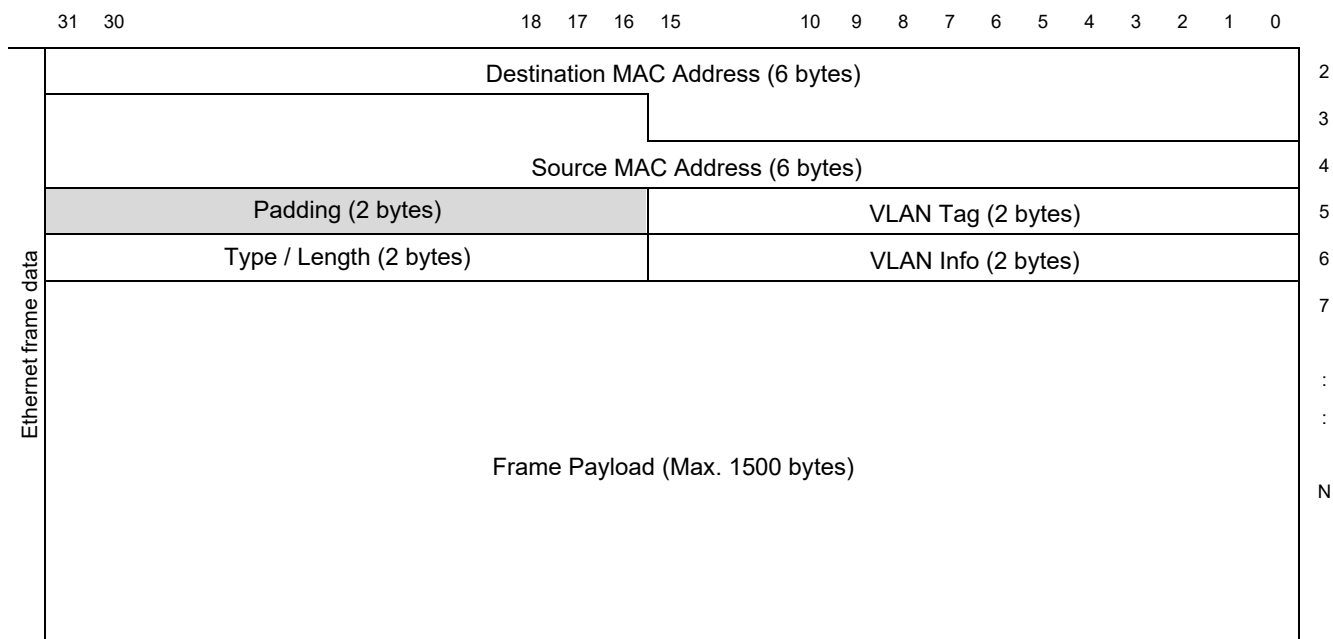 31 30 18 17 16 15 10 9 8 7 6 5 4 3 2 1 0
Destination MAC Address (6 bytes) 2
3
Source MAC Address (6 bytes) 4
Padding (2 bytes) VLAN Tag (2 bytes) 5
Type / Length (2 bytes) VLAN Info (2 bytes) 6
7
Ethernet frame data
:
:
Frame Payload (Max. 1500 bytes)
N